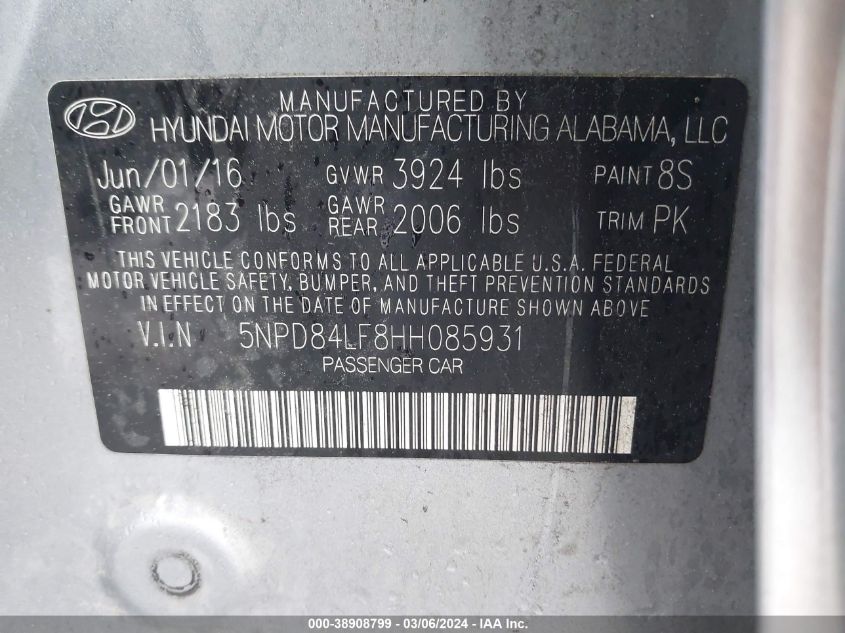 MANUFACTURED BY
HYUNDAI MOTOR MANUFACTURING ALABAMA, LLC
Jun/01/16 GVWR 3924 lbs PAINT 8S
GAWR FRONT 2183 lbs GAWR REAR 2006 lbs TRIM PK
THIS VEHICLE CONFORMS TO ALL APPLICABLE U.S.A. FEDERAL
MOTOR VEHICLE SAFETY, BUMPER, AND THEFT PREVENTION STANDARDS
IN EFFECT ON THE DATE OF MANUFACTURE SHOWN ABOVE
V.I.N 5NPD84LF8HH085931
PASSENGER CAR
000-38908799 - 03/06/2024 - IAA Inc.